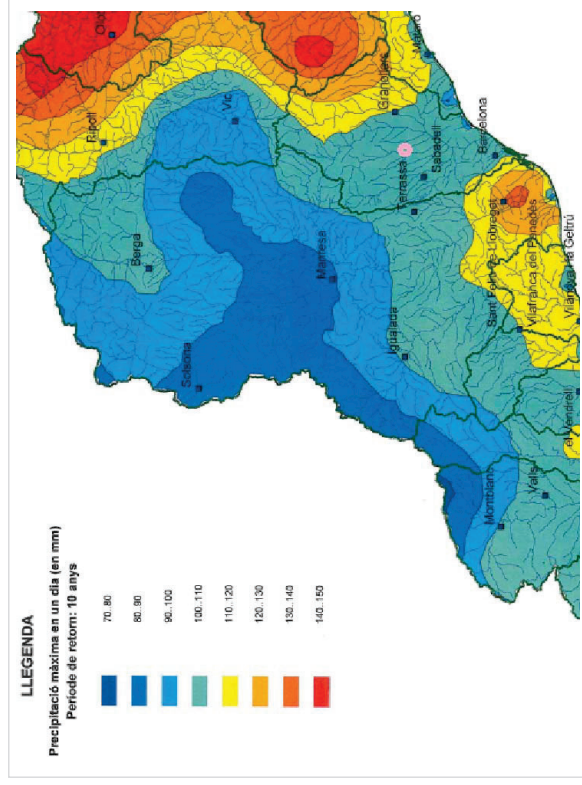 LLEGENDA
Precipitació màxima en un dia (en mm)
Període de retorn: 10 anys
70..80
80..90
90..100
100..110
110..120
120..130
130..140
140..150
Olot
Ripoll
Vic
Berga
Solsona
Manresa
Granollers
Mataró
Sabadell
Terrassa
Barcelona
Igualada
Sant Feliu de Llobregat
Vilafranca del Penedès
Vilanova i la Geltrú
el Vendrell
Montblanc
Valls